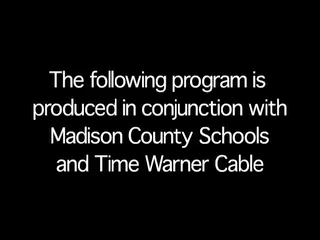 The following program is
produced in conjunction with
Madison County Schools
and Time Warner Cable